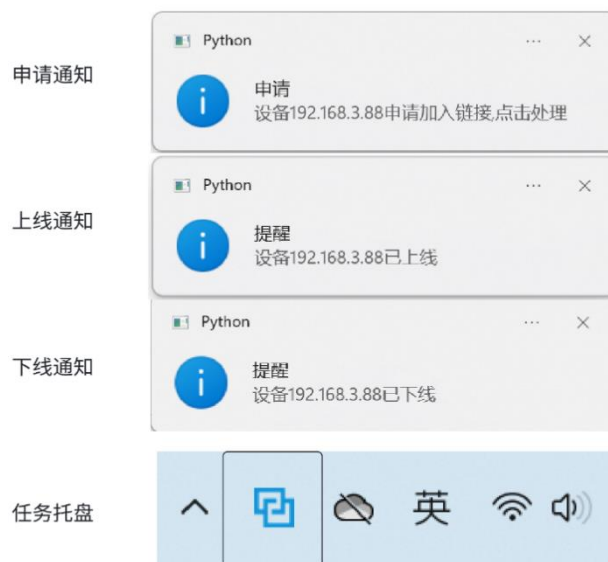 申请通知
Python
申请
设备192.168.3.88申请加入链接,点击处理
上线通知
Python
提醒
设备192.168.3.88已上线
下线通知
Python
提醒
设备192.168.3.88已下线
任务托盘
英